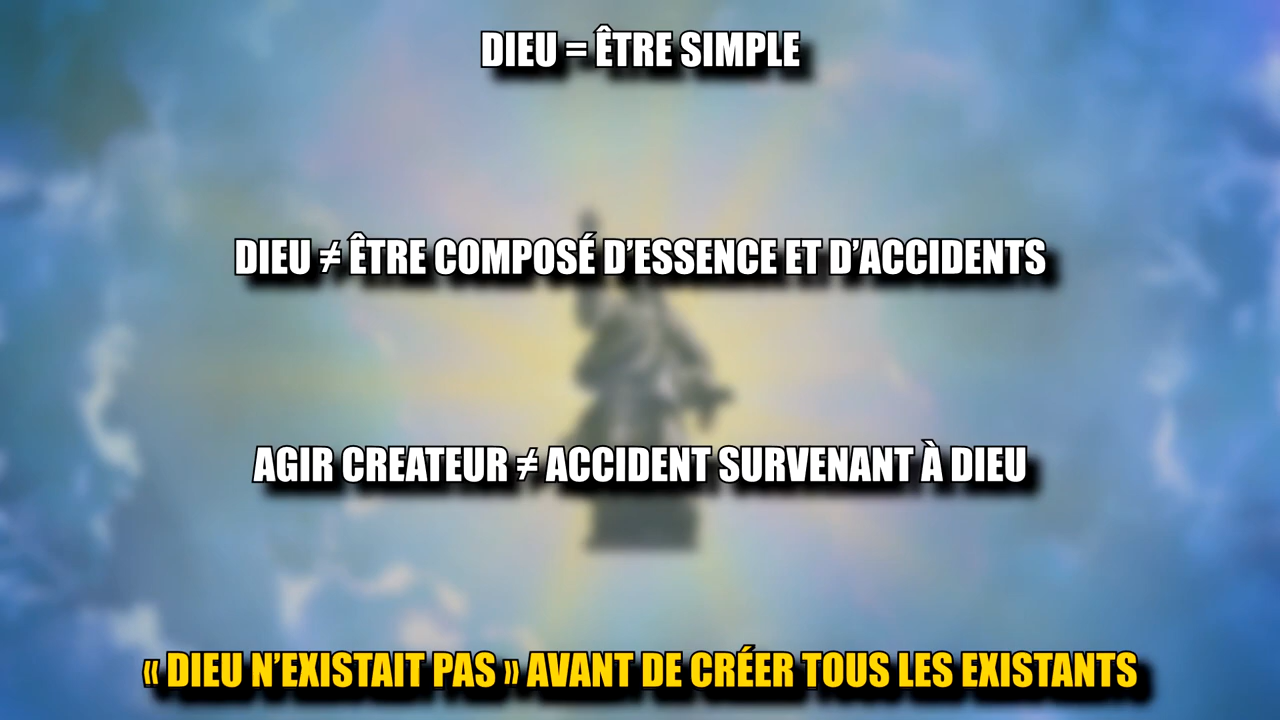 DIEU = ÊTRE SIMPLE
DIEU ≠ ÊTRE COMPOSÉ D’ESSENCE ET D’ACCIDENTS
AGIR CREATEUR ≠ ACCIDENT SURVENANT À DIEU
« DIEU N’EXISTAIT PAS » AVANT DE CRÉER TOUS LES EXISTANTS